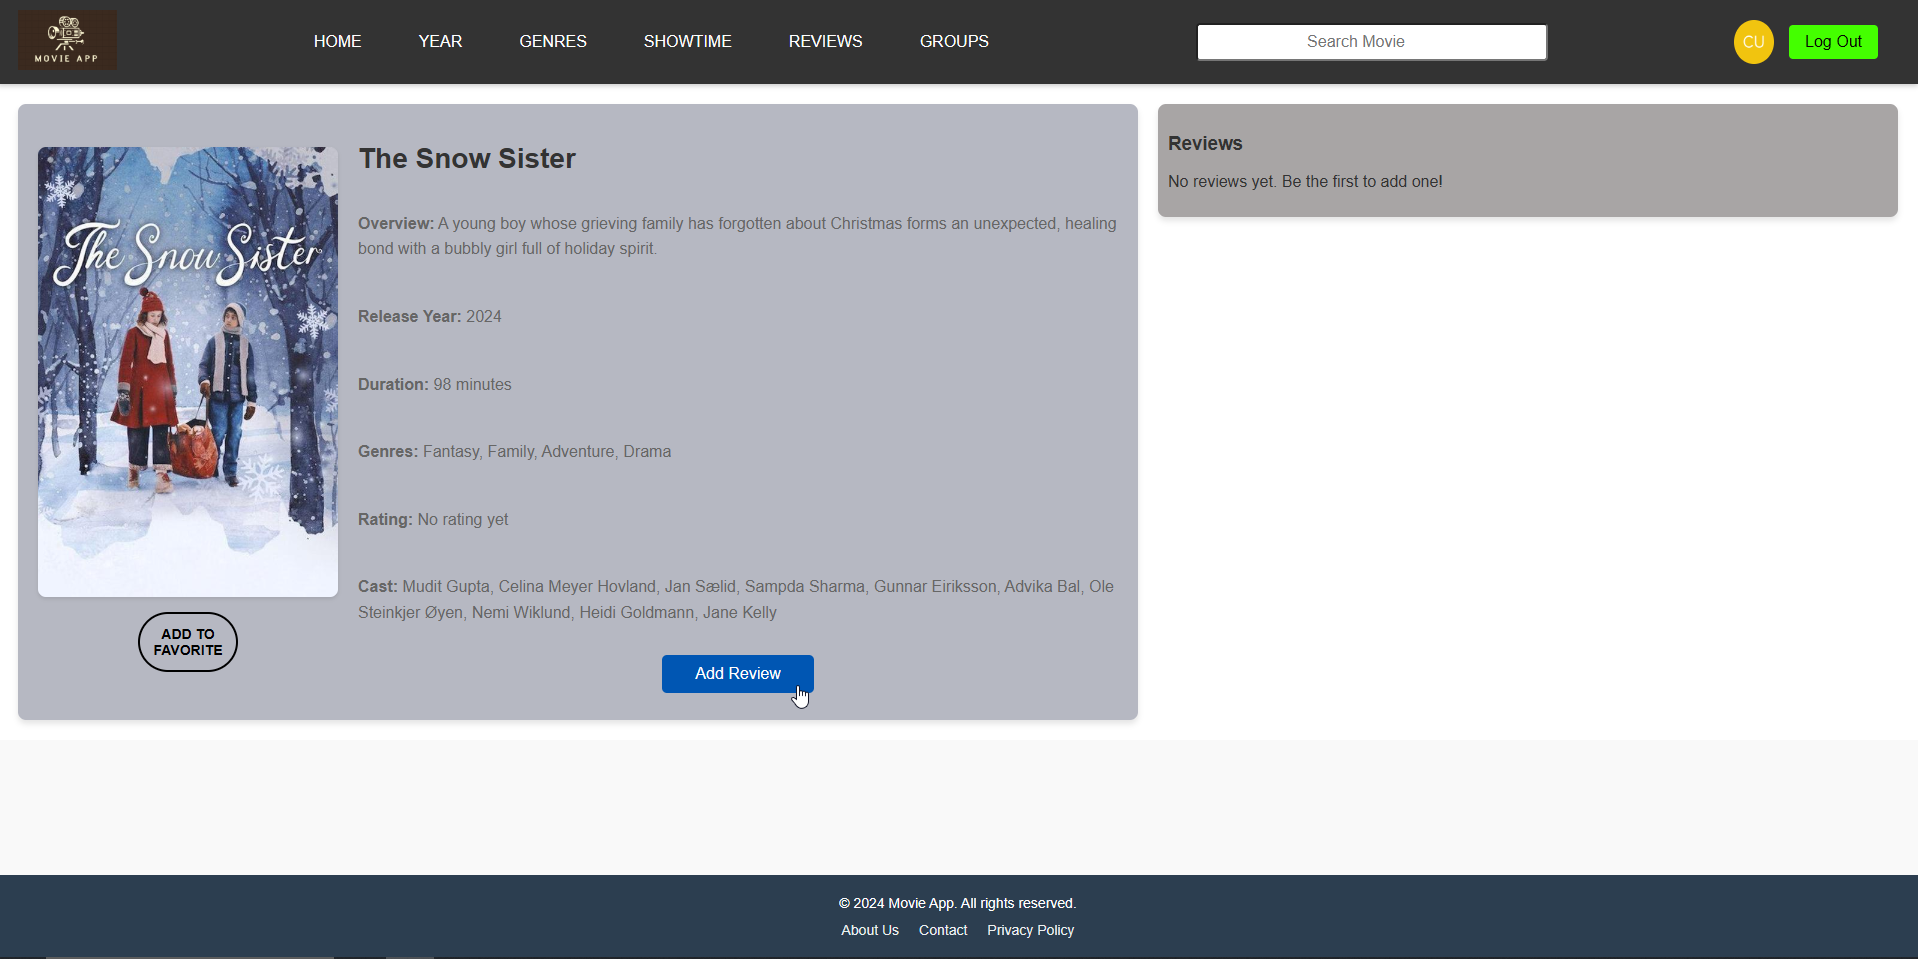 MOVIE APP
HOME
YEAR
GENRES
SHOWTIME
REVIEWS
GROUPS
Search Movie
CU
Log Out
The Snow Sister
ADD TO
FAVORITE
The Snow Sister
Overview: A young boy whose grieving family has forgotten about Christmas forms an unexpected, healing
bond with a bubbly girl full of holiday spirit.
Release Year: 2024
Duration: 98 minutes
Genres: Fantasy, Family, Adventure, Drama
Rating: No rating yet
Cast: Mudit Gupta, Celina Meyer Hovland, Jan Sælid, Sampda Sharma, Gunnar Eiriksson, Advika Bal, Ole
Steinkjer Øyen, Nemi Wiklund, Heidi Goldmann, Jane Kelly
Add Review
Reviews
No reviews yet. Be the first to add one!
© 2024 Movie App. All rights reserved.
About Us
Contact
Privacy Policy